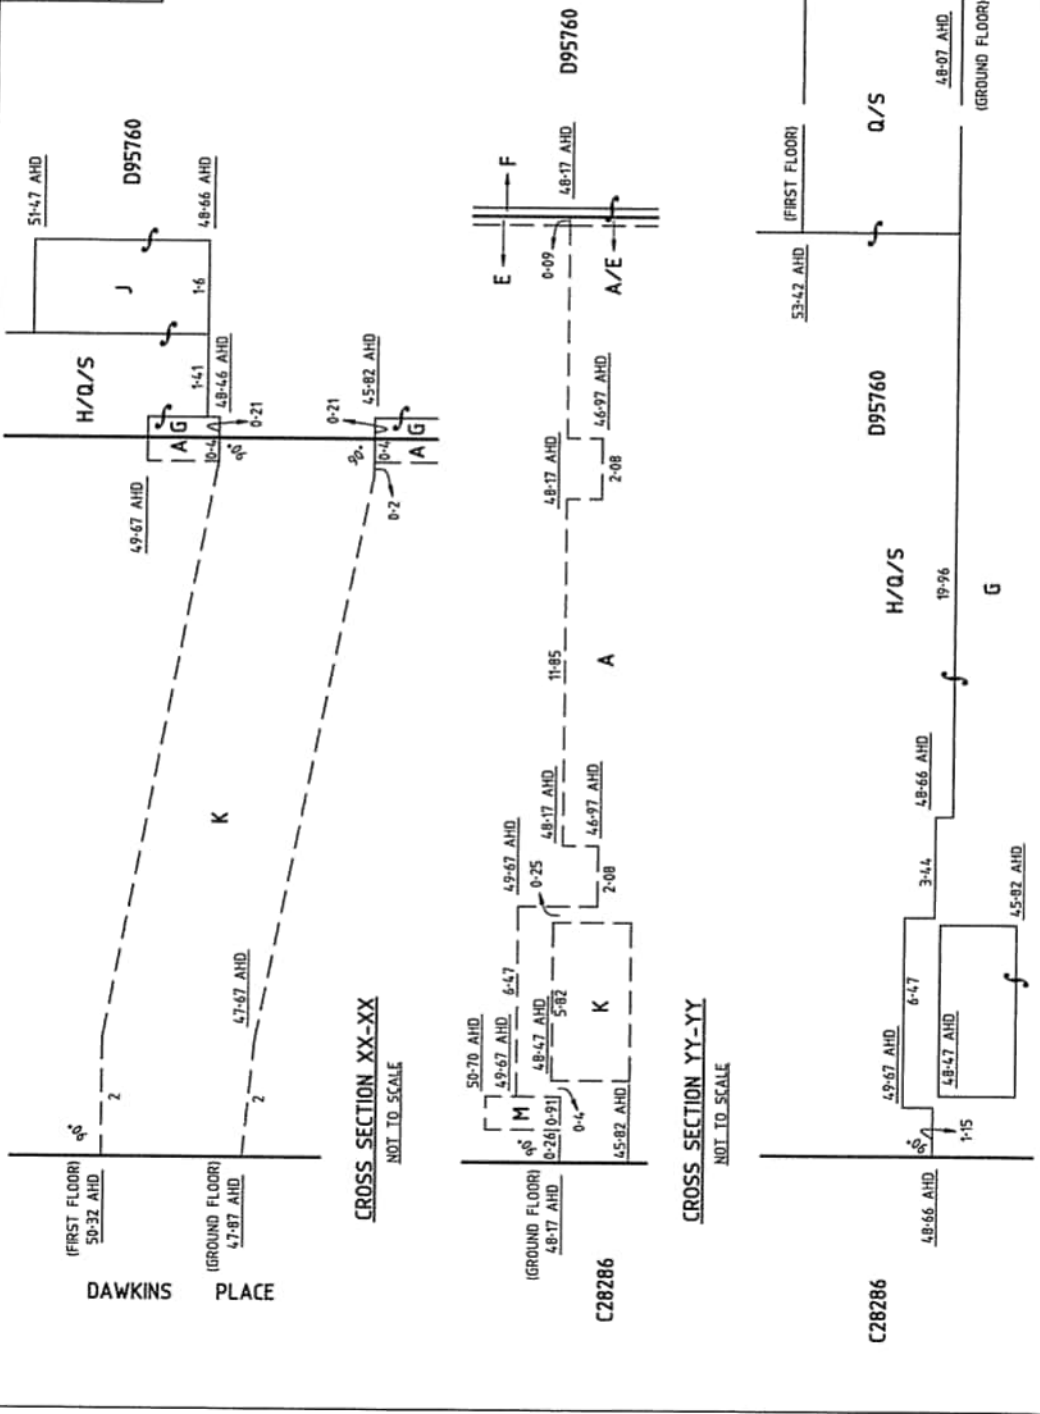 51·47 AHD
D95760
48·66 AHD
J
1·6
H/Q/S
1·41
48·46 AHD
0·21
A
G
0·4
90°
49·67 AHD
0·21
45·82 AHD
90°
0·4
G
A
0·2
K
47·67 AHD
2
2
90°
(FIRST FLOOR)
50·32 AHD
(GROUND FLOOR)
47·87 AHD
DAWKINS PLACE
CROSS SECTION XX-XX
NOT TO SCALE
D95760
48·17 AHD
F
E
0·09
A/E
46·97 AHD
48·17 AHD
2·08
11·85
A
48·17 AHD
46·97 AHD
49·67 AHD
0·25
2·08
6·47
5·82
K
50·70 AHD
49·67 AHD
48·47 AHD
M
90°
0·26
0·91
0·4
45·82 AHD
(GROUND FLOOR)
48·17 AHD
C28286
CROSS SECTION YY-YY
NOT TO SCALE
48·07 AHD
(GROUND FLOOR)
Q/S
(FIRST FLOOR)
53·42 AHD
D95760
H/Q/S
19·96
G
48·66 AHD
3·44
45·82 AHD
6·47
49·67 AHD
48·47 AHD
90°
1·15
48·66 AHD
C28286